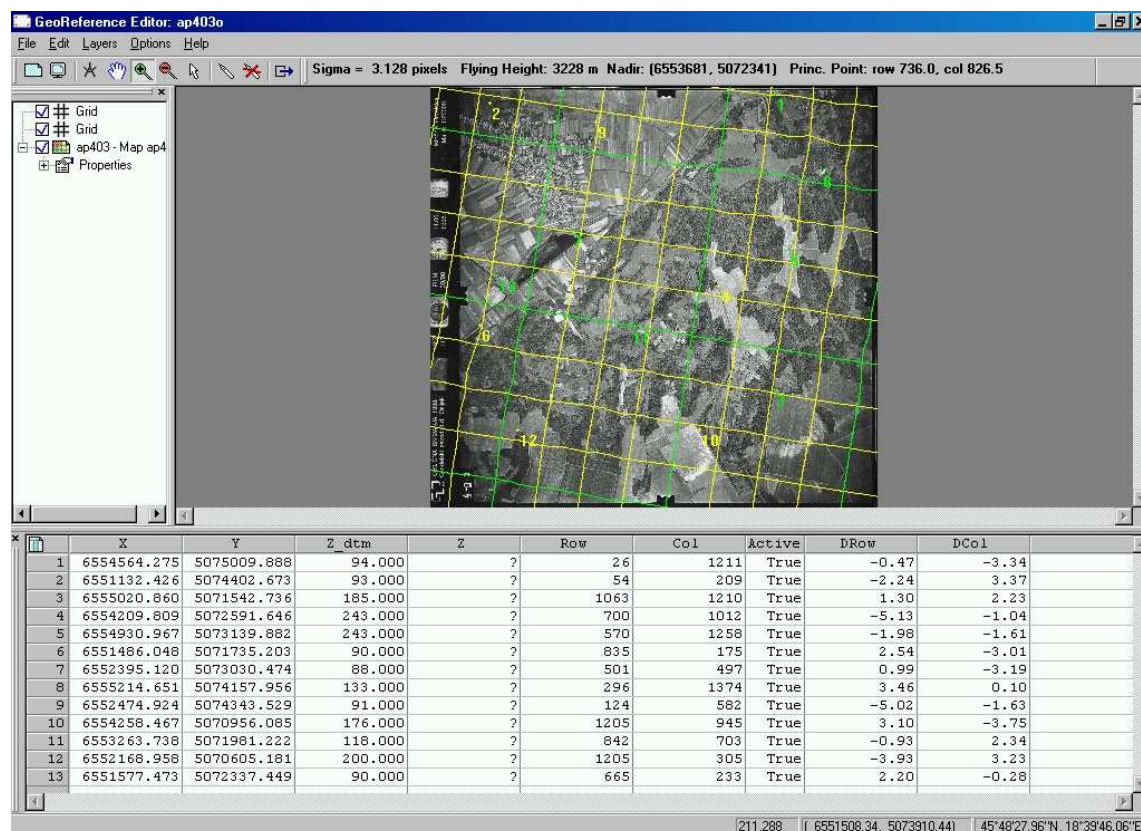 GeoReference Editor: ap403o
File Edit Layers Options Help
Sigma = 3.128 pixels Flying Height: 3228 m Nadir: (6553681, 5072341) Princ. Point: row 736.0, col 826.5
Grid
Grid
ap403 - Map ap4
Properties
1
2
9
8
5
4
6
3
12
10
X Y Z_dtm Z Row Col Active DRow DCol
1 6554564.275 5075009.888 94.000 ? 26 1211 True -0.47 -3.34
2 6551132.426 5074402.673 93.000 ? 54 209 True -2.24 3.37
3 6555020.860 5071542.736 185.000 ? 1063 1210 True 1.30 2.23
4 6554209.809 5072591.646 243.000 ? 700 1012 True -5.13 -1.04
5 6554930.967 5073139.882 243.000 ? 570 1258 True -1.98 -1.61
6 6551486.048 5071735.203 90.000 ? 835 175 True 2.54 -3.01
7 6552395.120 5073030.474 88.000 ? 501 497 True 0.99 -3.19
8 6555214.651 5074157.956 133.000 ? 296 1374 True 3.46 0.10
9 6552474.924 5074343.529 91.000 ? 124 582 True -5.02 -1.63
10 6554258.467 5070956.085 176.000 ? 1205 945 True 3.10 -3.75
11 6553263.738 5071981.222 118.000 ? 842 703 True -0.93 2.34
12 6552168.958 5070605.181 200.000 ? 1205 305 True -3.93 3.23
13 6551577.473 5072337.449 90.000 ? 665 233 True 2.20 -0.28
211,288 ( 6551508.34, 5073910.44) 45°48'27.96"N, 18°39'46.06"E